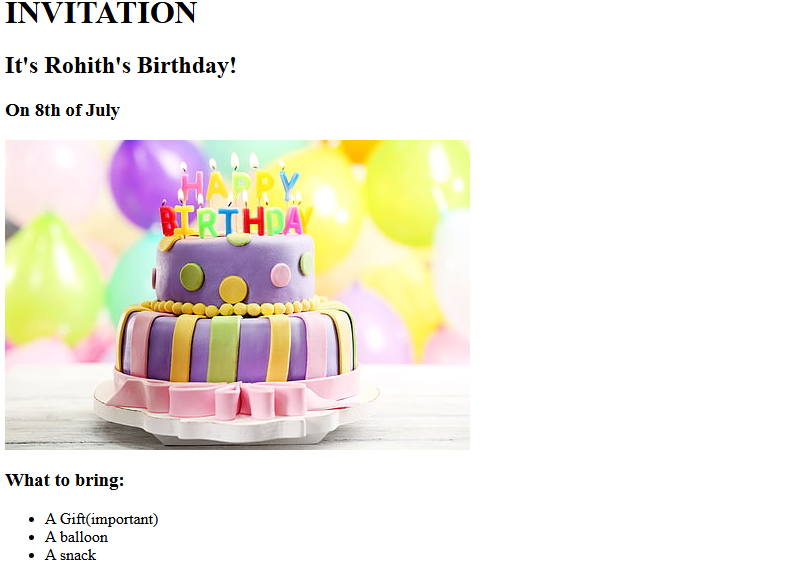 INVITATION
It's Rohith's Birthday!
On 8th of July
HAPPY
BIRTHDAY
What to bring:
A Gift(important)
A balloon
A snack